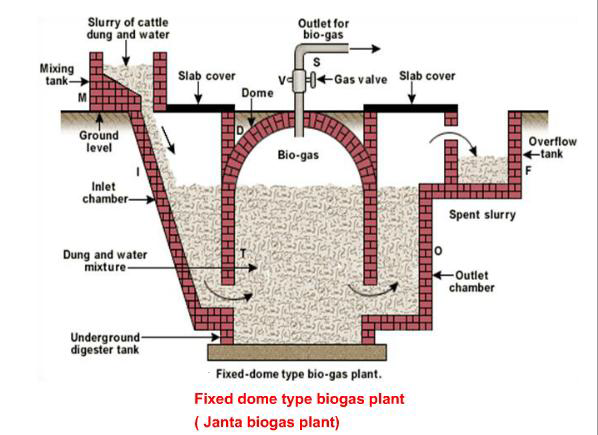 Slurry of cattle
dung and water
Outlet for
bio-gas
Mixing
tank
M
Slab cover
Dome
V
S
Gas valve
Slab cover
D
Ground
level
Bio-gas
Overflow
tank
F
I
Inlet
chamber
Spent slurry
Dung and water
mixture
T
O
Outlet
chamber
Underground
digester tank
Fixed-dome type bio-gas plant.
Fixed dome type biogas plant
( Janta biogas plant)